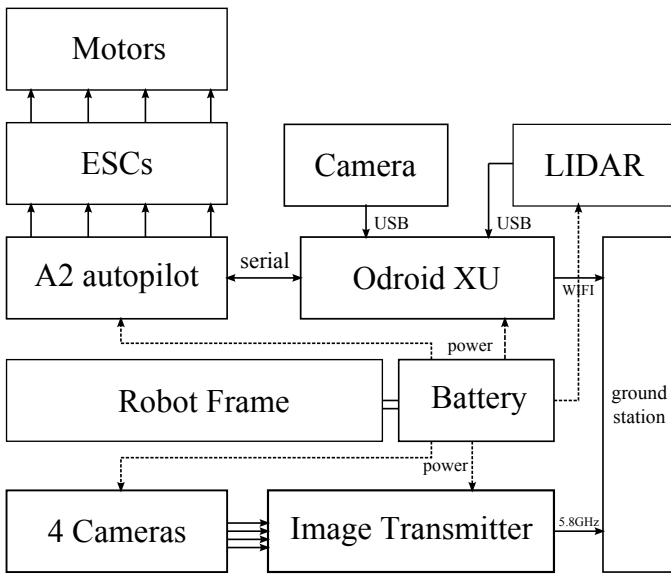 Motors
ESCs
Camera
LIDAR
USB
USB
A2 autopilot
serial
Odroid XU
WIFI
power
Robot Frame
Battery
ground
station
power
4 Cameras
Image Transmitter
5.8GHz